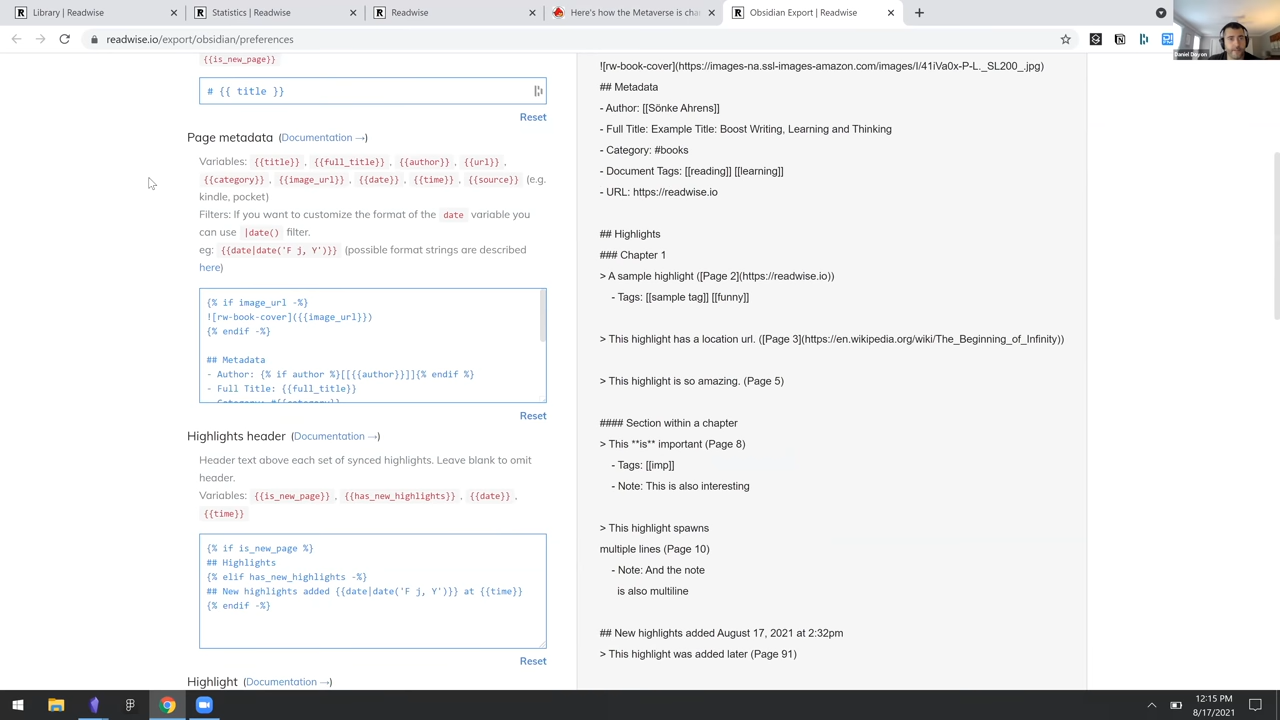 Library | Readwise
Statistics | Readwise
Readwise
Here's how the Metaverse is cha
Obsidian Export | Readwise
readwise.io/export/obsidian/preferences
Daniel Doyon
{{is_new_page}}
# {{ title }}
Reset
Page metadata (Documentation →)
Variables: {{title}} , {{full_title}} , {{author}} , {{url}} ,
{{category}} , {{image_url}} , {{date}} , {{time}} , {{source}} (e.g.
kindle, pocket)
Filters: If you want to customize the format of the date variable you
can use |date() filter.
eg: {{date|date('F j, Y')}} (possible format strings are described
here)
{% if image_url -%}
![rw-book-cover]({{image_url}})
{% endif -%}
## Metadata
- Author: {% if author %}[[{{author}}]]{% endif %}
- Full Title: {{full_title}}
- Category: #{{category}}
Reset
Highlights header (Documentation →)
Header text above each set of synced highlights. Leave blank to omit
header.
Variables: {{is_new_page}} , {{has_new_highlights}} , {{date}} ,
{{time}}
{% if is_new_page %}
## Highlights
{% elif has_new_highlights -%}
## New highlights added {{date|date('F j, Y')}} at {{time}}
{% endif -%}
Reset
Highlight (Documentation →)
![rw-book-cover](https://images-na.ssl-images-amazon.com/images/I/41iVa0x-P-L._SL200_.jpg)
## Metadata
- Author: [[Sönke Ahrens]]
- Full Title: Example Title: Boost Writing, Learning and Thinking
- Category: #books
- Document Tags: [[reading]] [[learning]]
- URL: https://readwise.io
## Highlights
### Chapter 1
> A sample highlight ([Page 2](https://readwise.io))
- Tags: [[sample tag]] [[funny]]
> This highlight has a location url. ([Page 3](https://en.wikipedia.org/wiki/The_Beginning_of_Infinity))
> This highlight is so amazing. (Page 5)
#### Section within a chapter
> This **is** important (Page 8)
- Tags: [[imp]]
- Note: This is also interesting
> This highlight spawns
multiple lines (Page 10)
- Note: And the note
is also multiline
## New highlights added August 17, 2021 at 2:32pm
> This highlight was added later (Page 91)
12:15 PM
8/17/2021